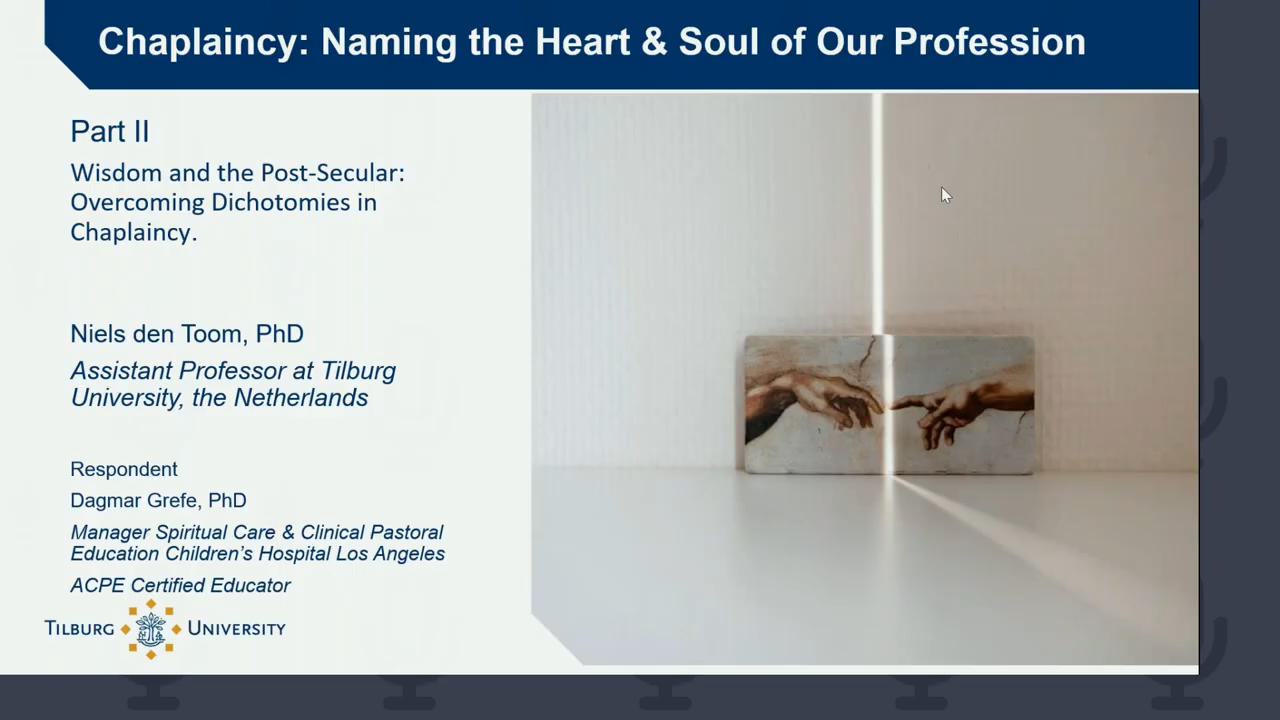 Chaplaincy: Naming the Heart & Soul of Our Profession
Part II
Wisdom and the Post-Secular:
Overcoming Dichotomies in
Chaplaincy.
Niels den Toom, PhD
Assistant Professor at Tilburg
University, the Netherlands
Respondent
Dagmar Grefe, PhD
Manager Spiritual Care & Clinical Pastoral
Education Children’s Hospital Los Angeles
ACPE Certified Educator
TILBURG UNIVERSITY